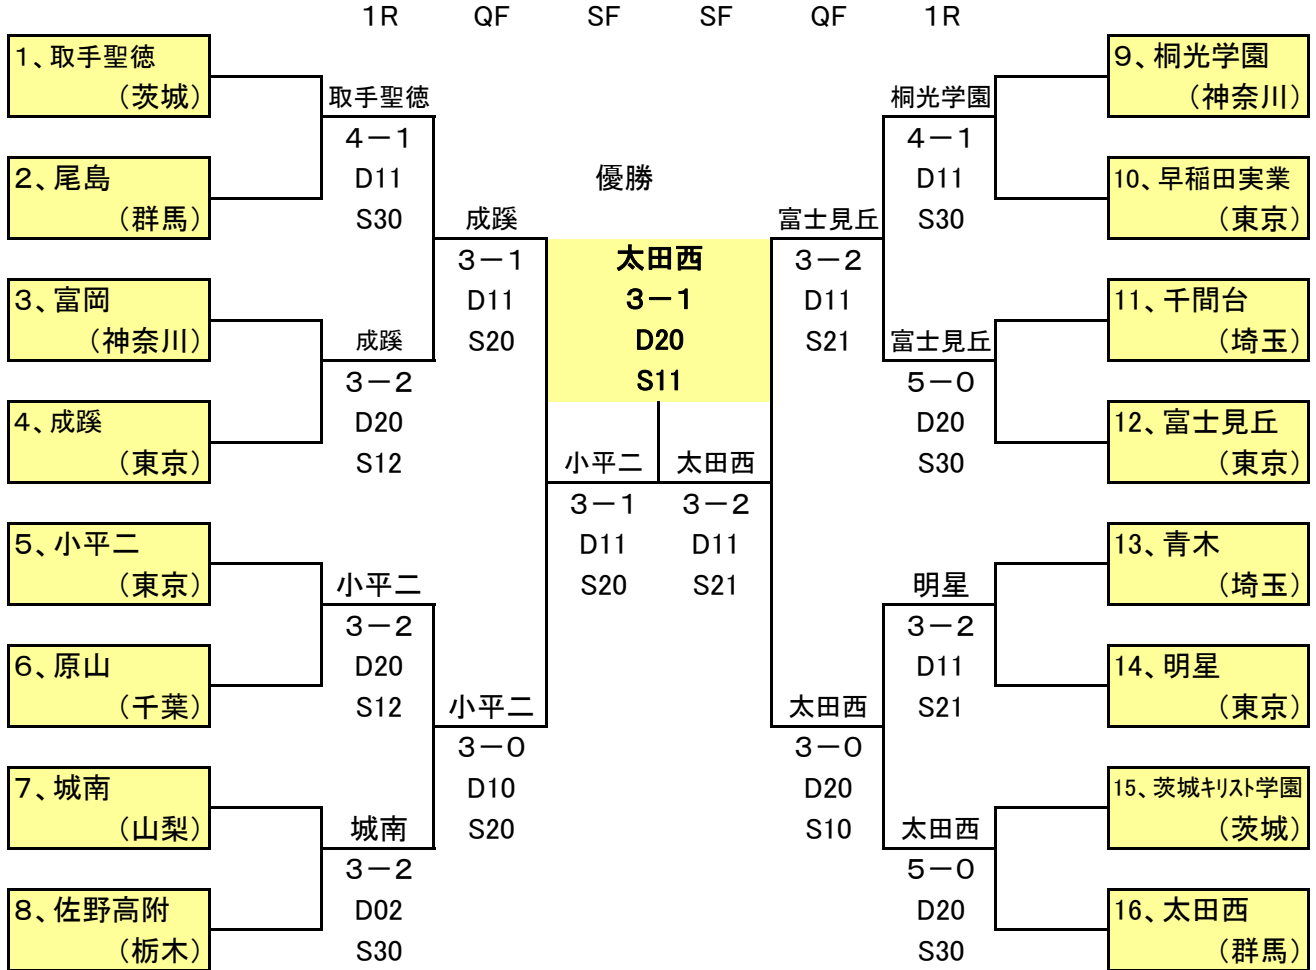 1R QF SF SF QF 1R
1、取手聖徳
（茨城）
2、尾島
（群馬）
3、富岡
（神奈川）
4、成蹊
（東京）
5、小平二
（東京）
6、原山
（千葉）
7、城南
（山梨）
8、佐野高附
（栃木）
取手聖徳
4－1
D11
S30
成蹊
3－2
D20
S12
小平二
3－2
D20
S12
城南
3－2
D02
S30
成蹊
3－1
D11
S20
小平二
3－0
D10
S20
優勝
太田西
3－1
D20
S11
小平二
3－1
D11
S20
太田西
3－2
D11
S21
富士見丘
3－2
D11
S21
太田西
3－0
D20
S10
桐光学園
4－1
D11
S30
富士見丘
5－0
D20
S30
明星
3－2
D11
S21
太田西
5－0
D20
S30
9、桐光学園
（神奈川）
10、早稲田実業
（東京）
11、千間台
（埼玉）
12、富士見丘
（東京）
13、青木
（埼玉）
14、明星
（東京）
15、茨城キリスト学園
（茨城）
16、太田西
（群馬）